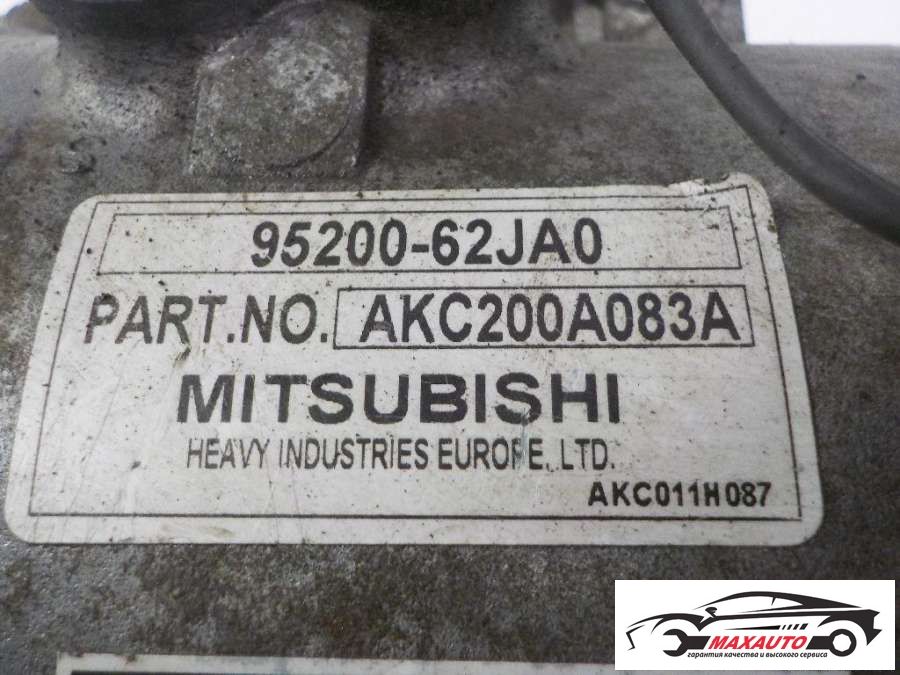 95200-62JA0
PART.NO. AKC200A083A
MITSUBISHI
HEAVY INDUSTRIES EUROPE, LTD.
AKC011H087
MAXAUTO
гарантия качества и высокого сервиса